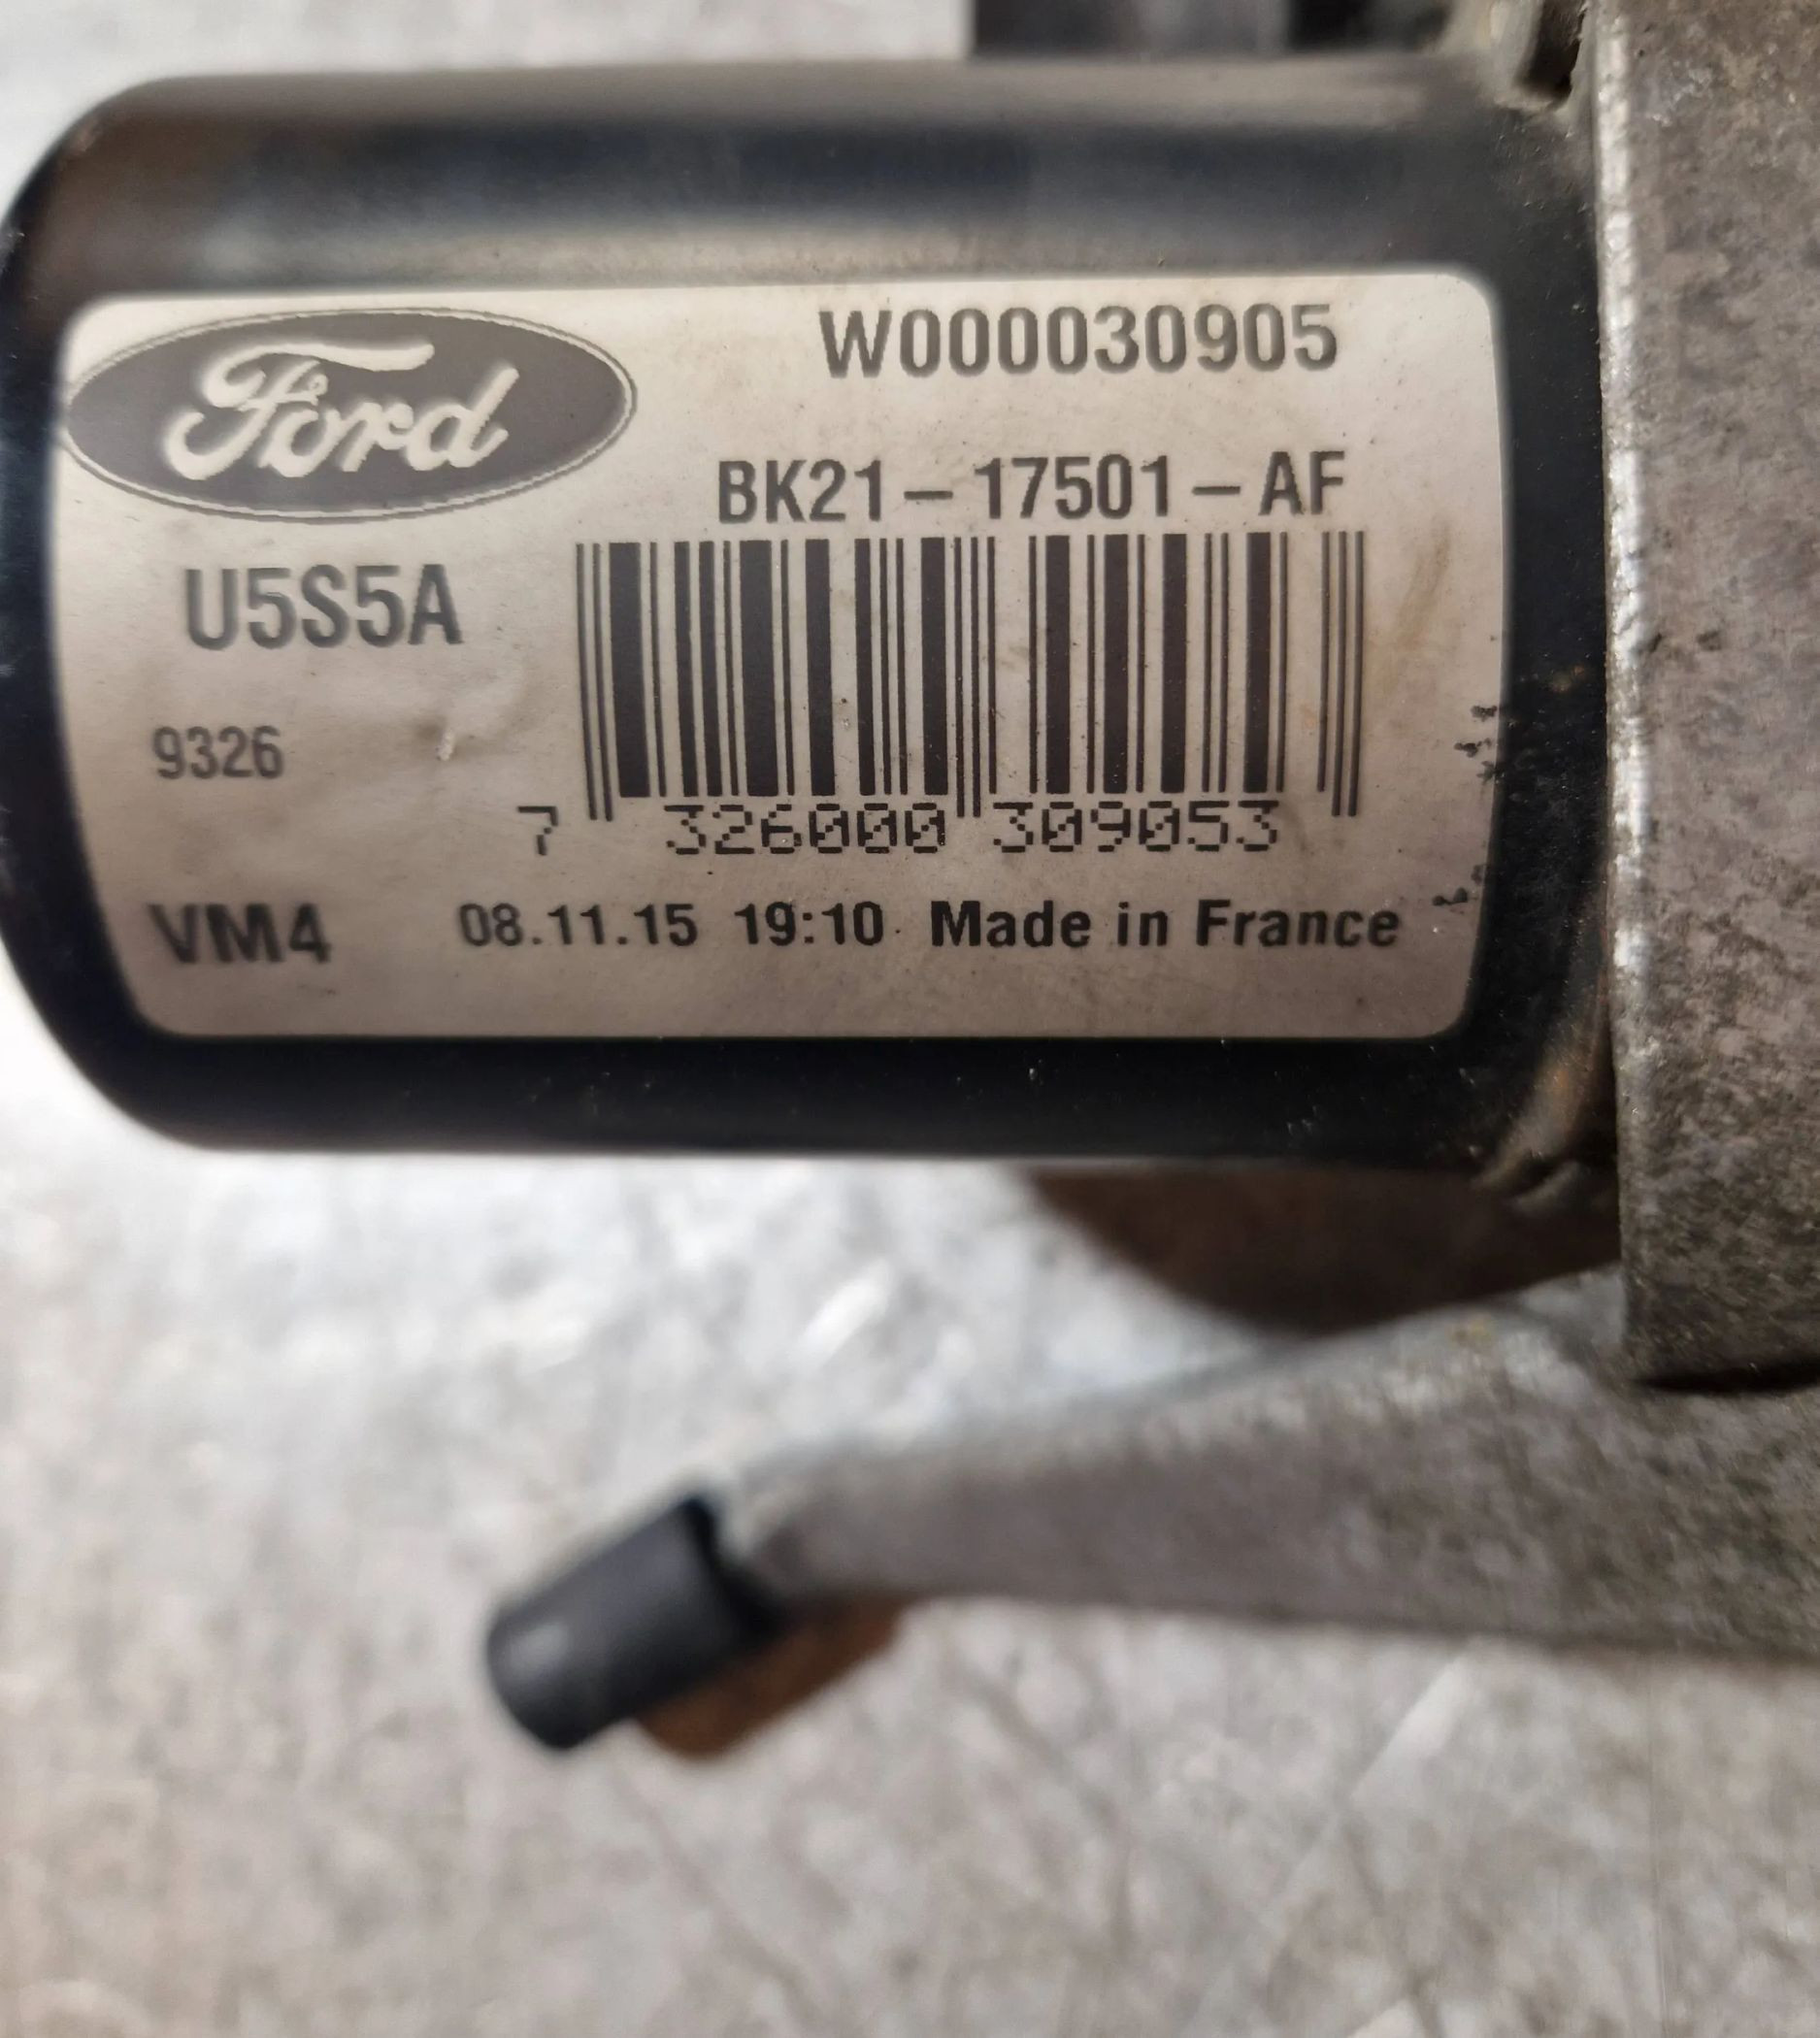 Ford
W000030905
BK21-17501-AF
U5S5A
9326
7 326000 309053
VM4 08.11.15 19:10 Made in France